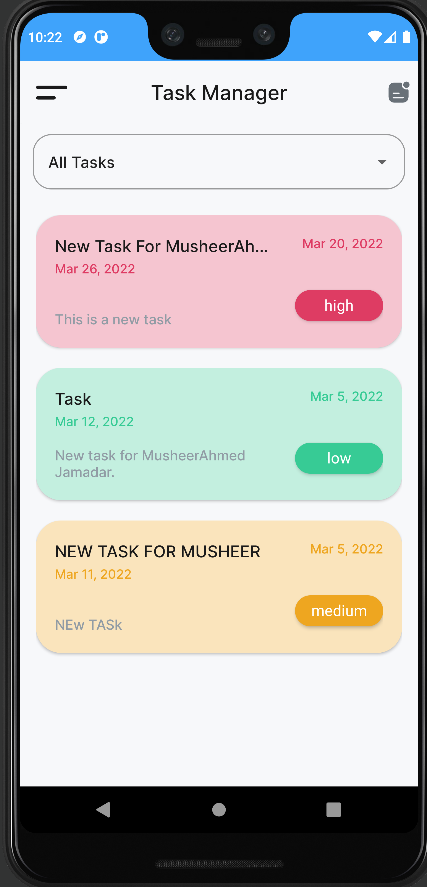 10:22
Task Manager
All Tasks
New Task For MusheerAh...
Mar 20, 2022
Mar 26, 2022
This is a new task
high
Task
Mar 5, 2022
Mar 12, 2022
New task for MusheerAhmed
Jamadar.
low
NEW TASK FOR MUSHEER
Mar 5, 2022
Mar 11, 2022
NEw TASk
medium